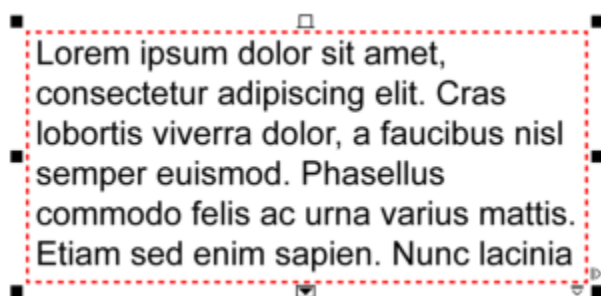 Lorem ipsum dolor sit amet,
consectetur adipiscing elit. Cras
lobortis viverra dolor, a faucibus nisl
semper euismod. Phasellus
commodo felis ac urna varius mattis.
Etiam sed enim sapien. Nunc lacinia